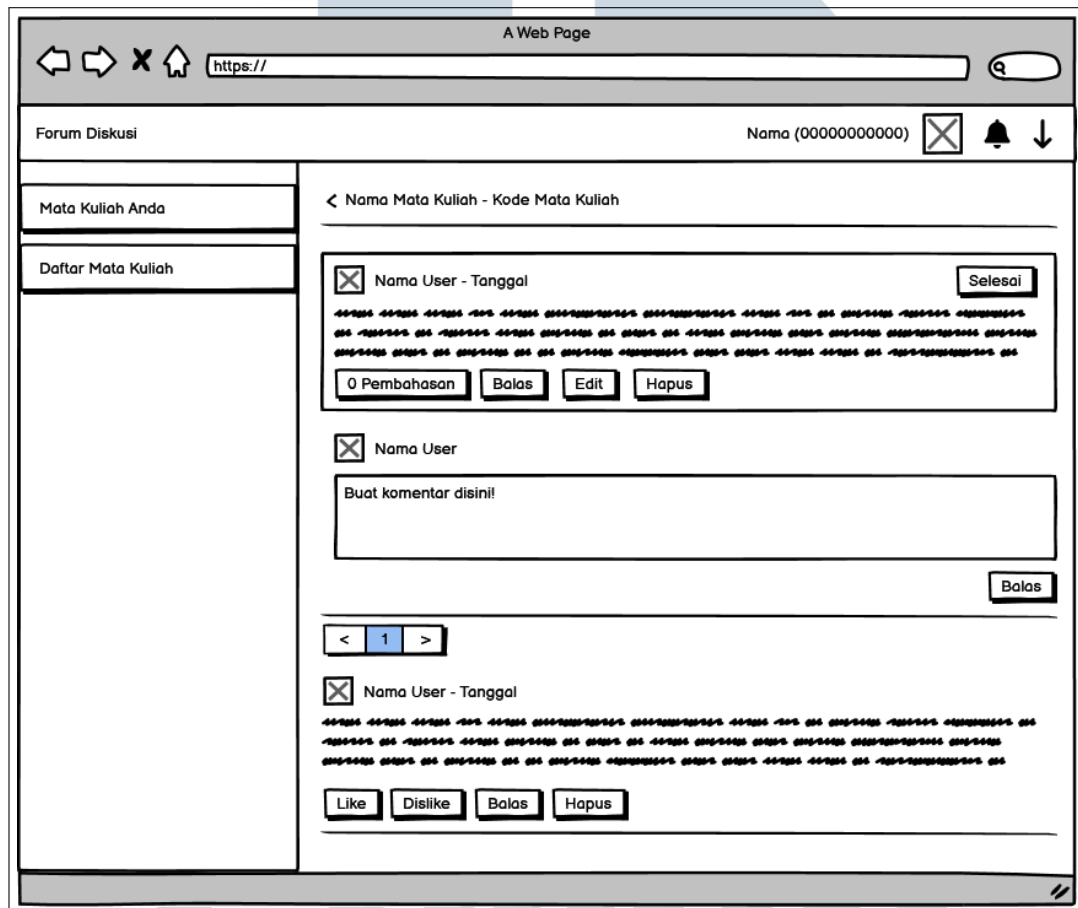 A Web Page
https://
Forum Diskusi
Nama (00000000000)
Mata Kuliah Anda
Daftar Mata Kuliah
< Nama Mata Kuliah - Kode Mata Kuliah
Nama User - Tanggal
Selesai
0 Pembahasan Balas Edit Hapus
Nama User
Buat komentar disini!
Balas
< 1 >
Nama User - Tanggal
Like Dislike Balas Hapus